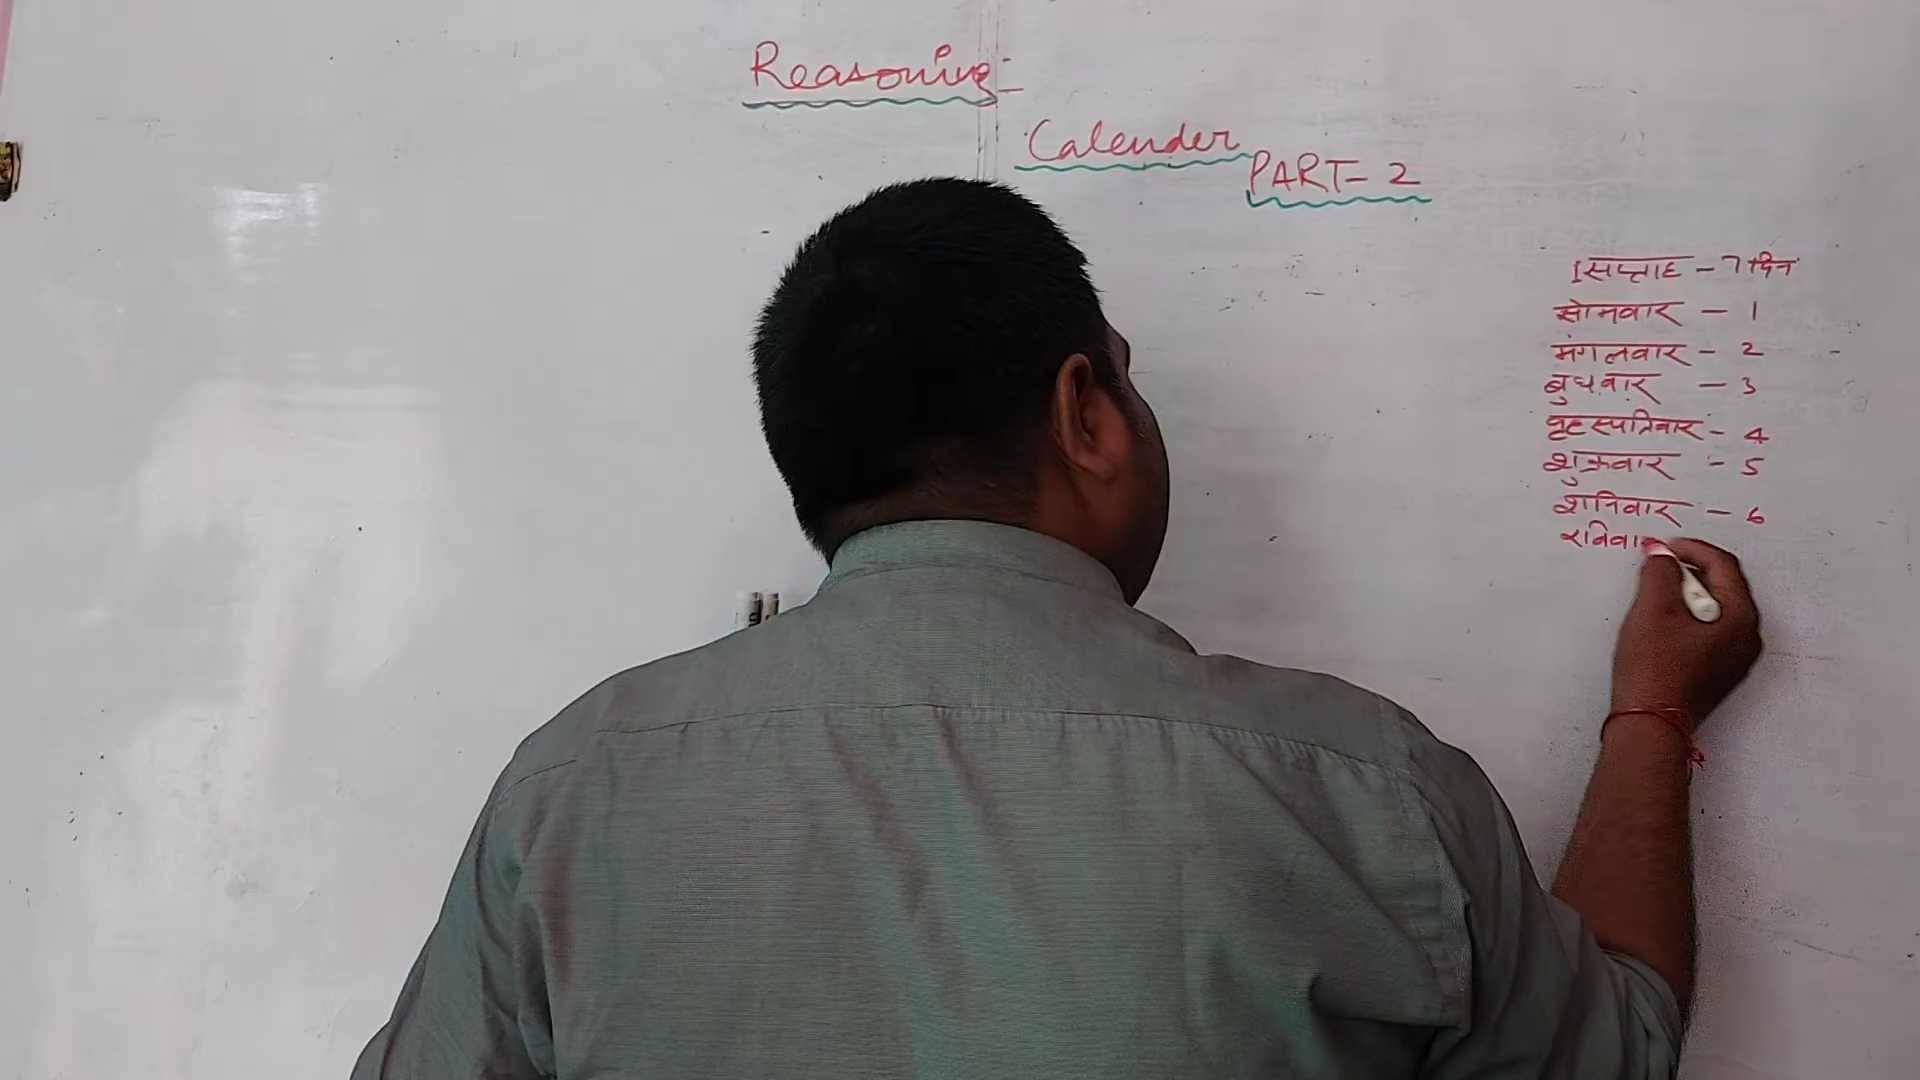 Reasoning:-
Calender
PART-2
1सप्ताह - 7दिन
सोमवार - 1
मंगलवार - 2
बुधवार - 3
वृहस्पतिवार - 4
शुक्रवार - 5
शनिवार - 6